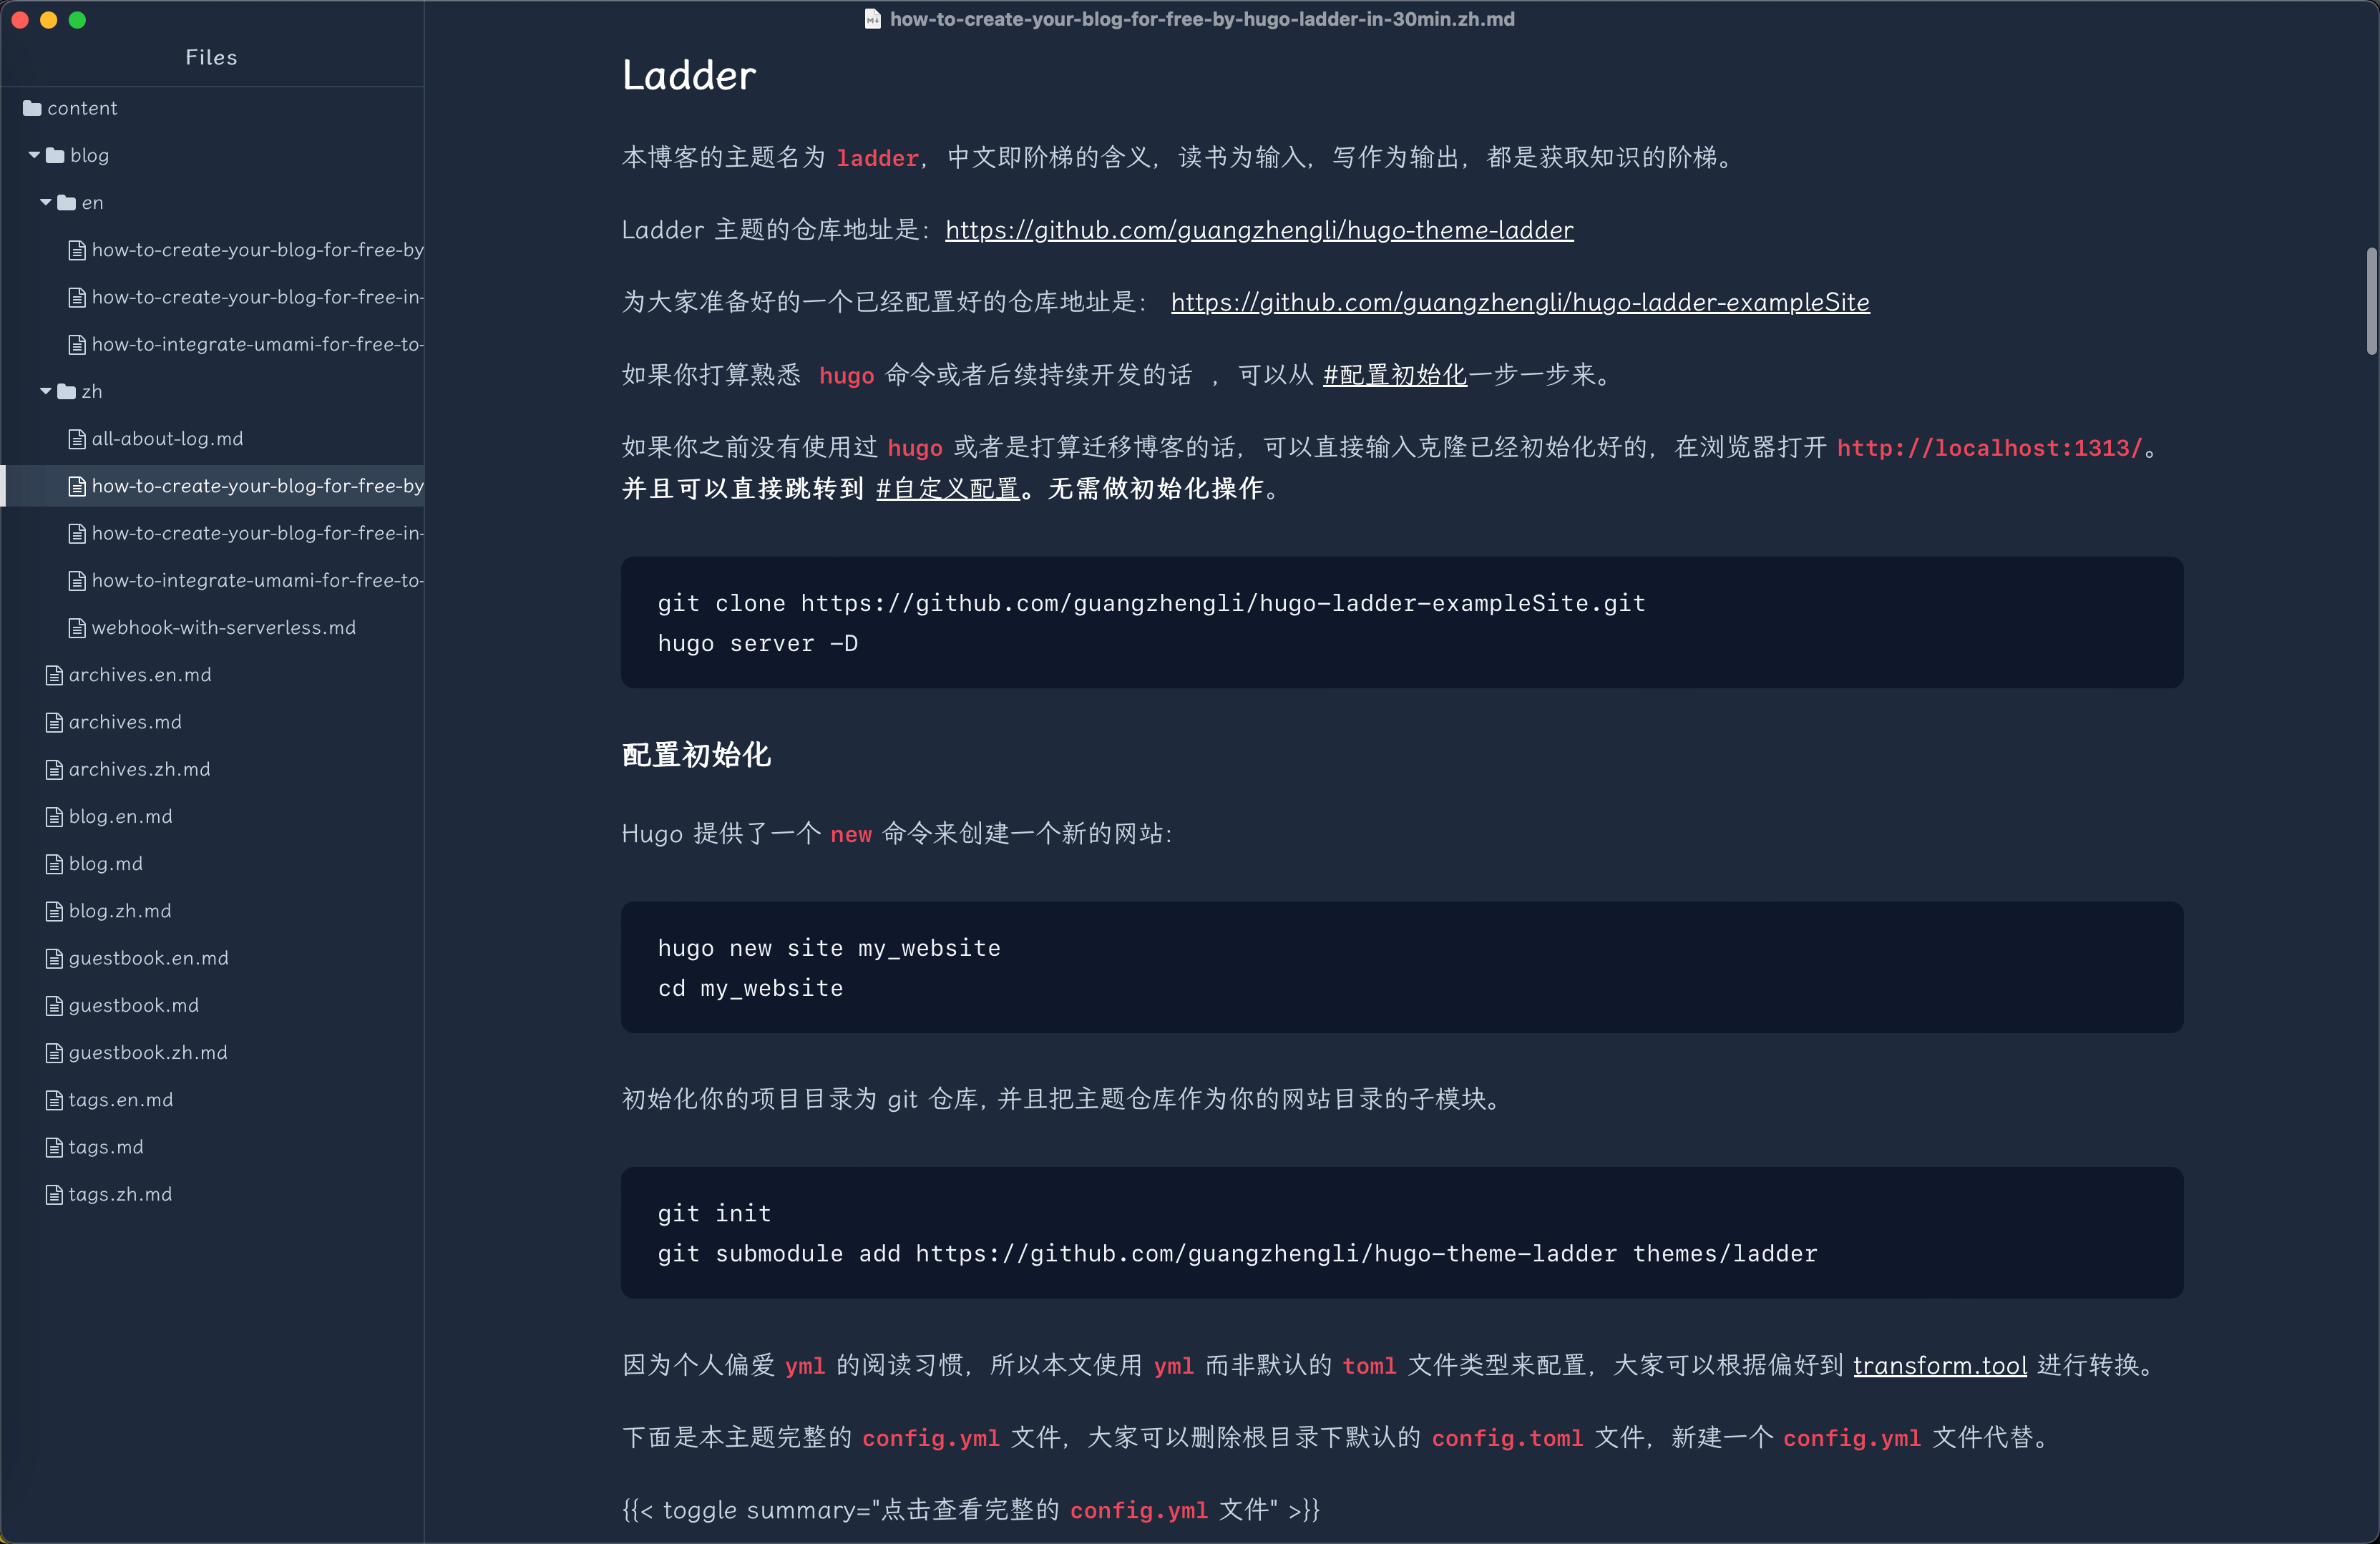 how-to-create-your-blog-for-free-by-hugo-ladder-in-30min.zh.md
Files
content
blog
en
how-to-create-your-blog-for-free-by
how-to-create-your-blog-for-free-in-
how-to-integrate-umami-for-free-to-
zh
all-about-log.md
how-to-create-your-blog-for-free-by
how-to-create-your-blog-for-free-in-
how-to-integrate-umami-for-free-to-
webhook-with-serverless.md
archives.en.md
archives.md
archives.zh.md
blog.en.md
blog.md
blog.zh.md
guestbook.en.md
guestbook.md
guestbook.zh.md
tags.en.md
tags.md
tags.zh.md
Ladder
本博客的主题名为 ladder，中文即阶梯的含义，读书为输入，写作为输出，都是获取知识的阶梯。
Ladder 主题的仓库地址是：https://github.com/guangzhengli/hugo-theme-ladder
为大家准备好的一个已经配置好的仓库地址是： https://github.com/guangzhengli/hugo-ladder-exampleSite
如果你打算熟悉 hugo 命令或者后续持续开发的话 ，可以从 #配置初始化一步一步来。
如果你之前没有使用过 hugo 或者是打算迁移博客的话，可以直接输入克隆已经初始化好的，在浏览器打开 http://localhost:1313/。
并且可以直接跳转到 #自定义配置。无需做初始化操作。
git clone https://github.com/guangzhengli/hugo-ladder-exampleSite.git
hugo server -D
配置初始化
Hugo 提供了一个 new 命令来创建一个新的网站:
hugo new site my_website
cd my_website
初始化你的项目目录为 git 仓库, 并且把主题仓库作为你的网站目录的子模块。
git init
git submodule add https://github.com/guangzhengli/hugo-theme-ladder themes/ladder
因为个人偏爱 yml 的阅读习惯，所以本文使用 yml 而非默认的 toml 文件类型来配置，大家可以根据偏好到 transform.tool 进行转换。
下面是本主题完整的 config.yml 文件，大家可以删除根目录下默认的 config.toml 文件，新建一个 config.yml 文件代替。
{{< toggle summary="点击查看完整的 config.yml 文件" >}}